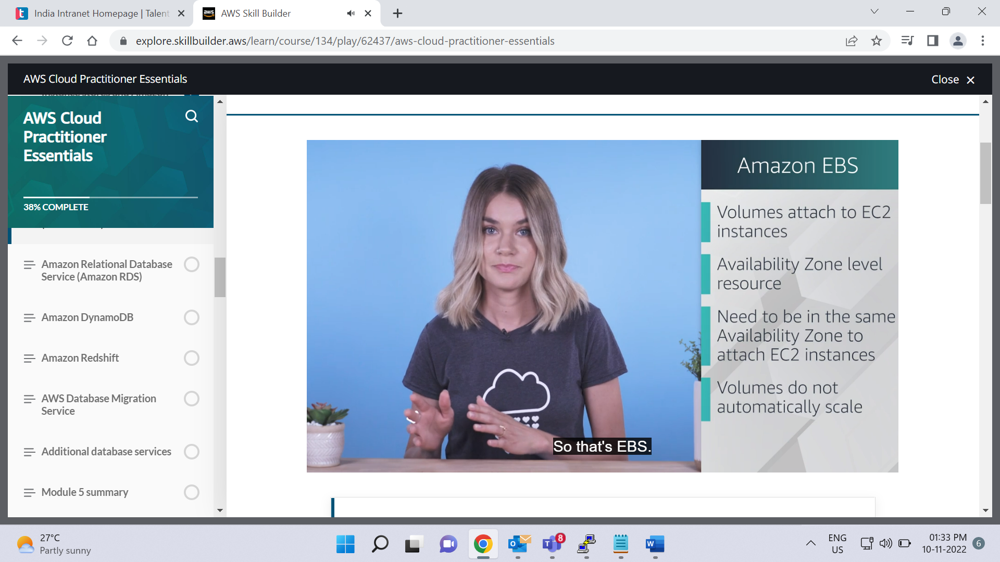 India Intranet Homepage | Talent
AWS Skill Builder
explore.skillbuilder.aws/learn/course/134/play/62437/aws-cloud-practitioner-essentials
AWS Cloud Practitioner Essentials
Close
AWS Cloud
Practitioner
Essentials
38% COMPLETE
Amazon Relational Database
Service (Amazon RDS)
Amazon DynamoDB
Amazon Redshift
AWS Database Migration
Service
Additional database services
Module 5 summary
Amazon EBS
Volumes attach to EC2
instances
Availability Zone level
resource
Need to be in the same
Availability Zone to
attach EC2 instances
Volumes do not
automatically scale
So that's EBS.
27°C
Partly sunny
8
ENG
US
01:33 PM
10-11-2022
6